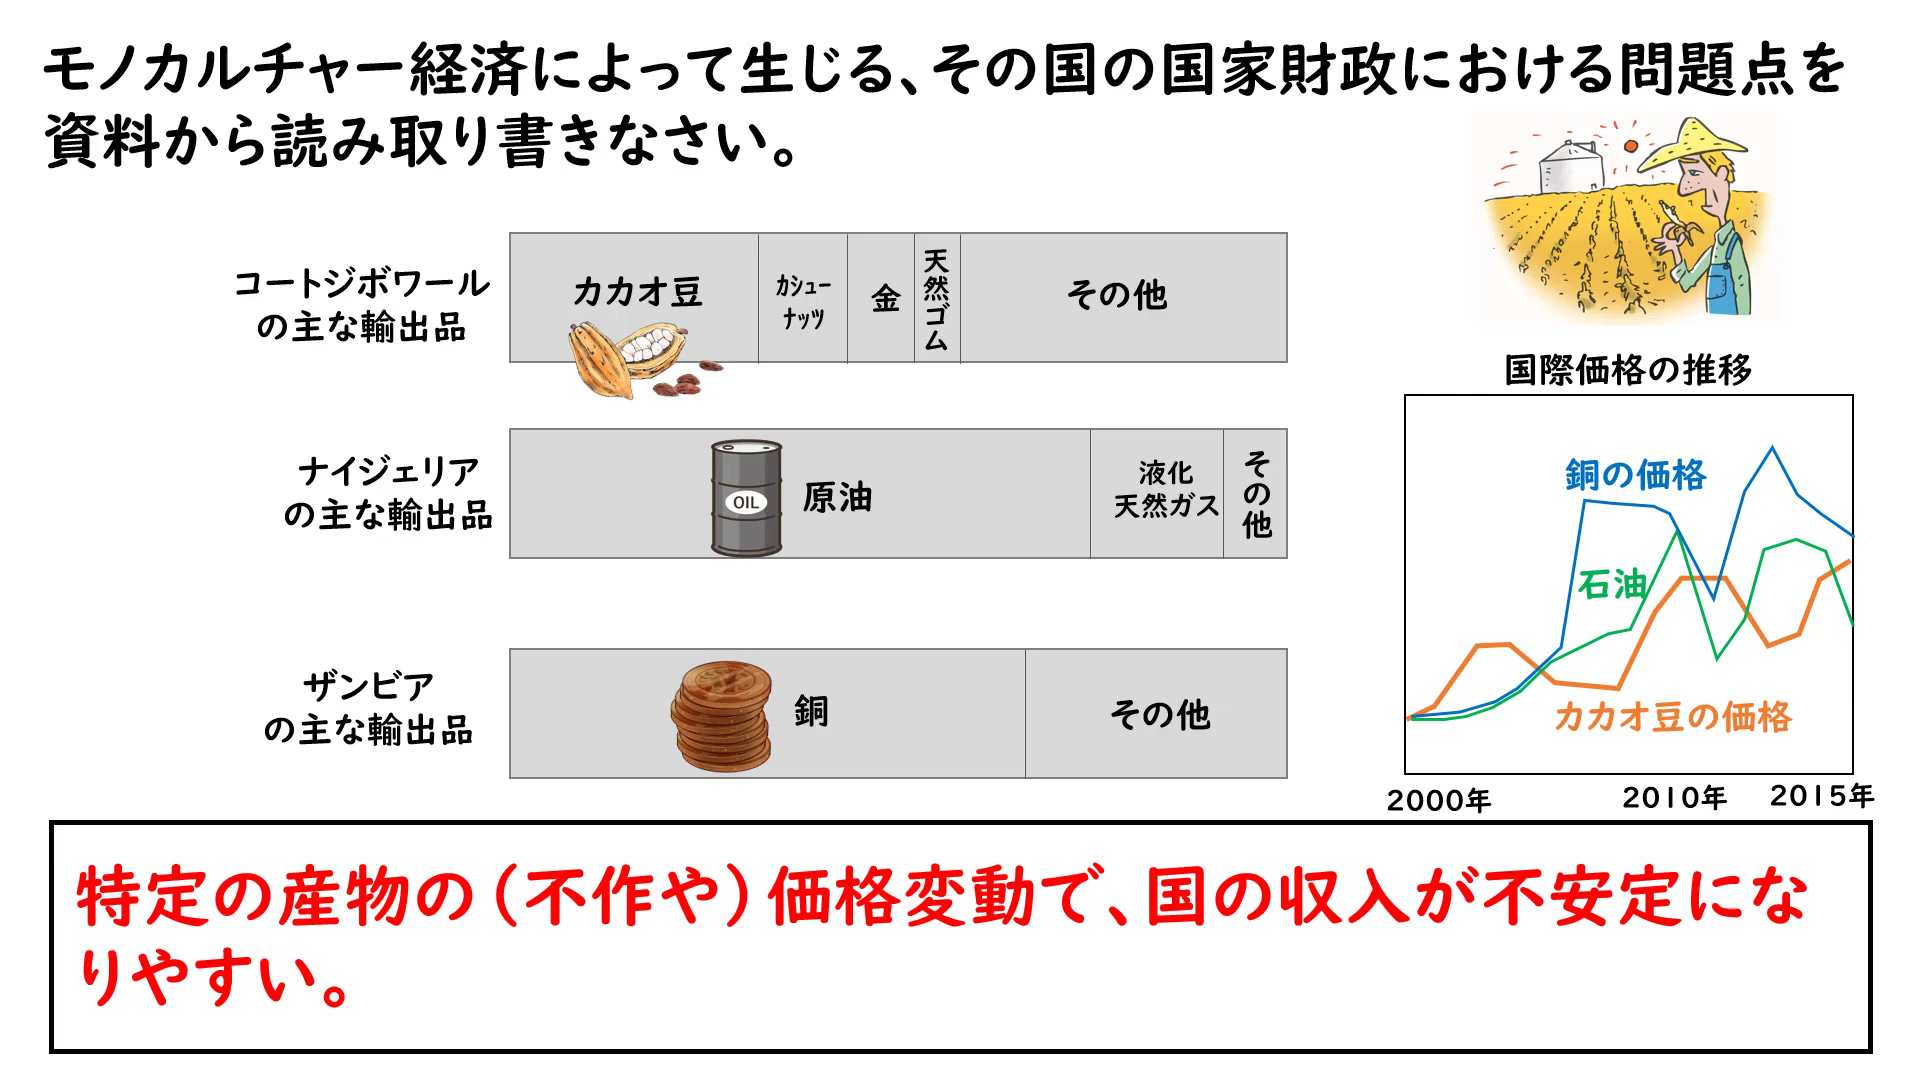 モノカルチャー経済によって生じる、その国の国家財政における問題点を
資料から読み取り書きなさい。
コートジボワール
の主な輸出品
カカオ豆
カシュー
ナッツ
金
天然ゴム
その他
ナイジェリア
の主な輸出品
OIL
原油
液化
天然ガス
その他
ザンビア
の主な輸出品
銅
その他
国際価格の推移
銅の価格
石油
カカオ豆の価格
2000年
2010年
2015年
特定の産物の（不作や）価格変動で、国の収入が不安定にな
りやすい。